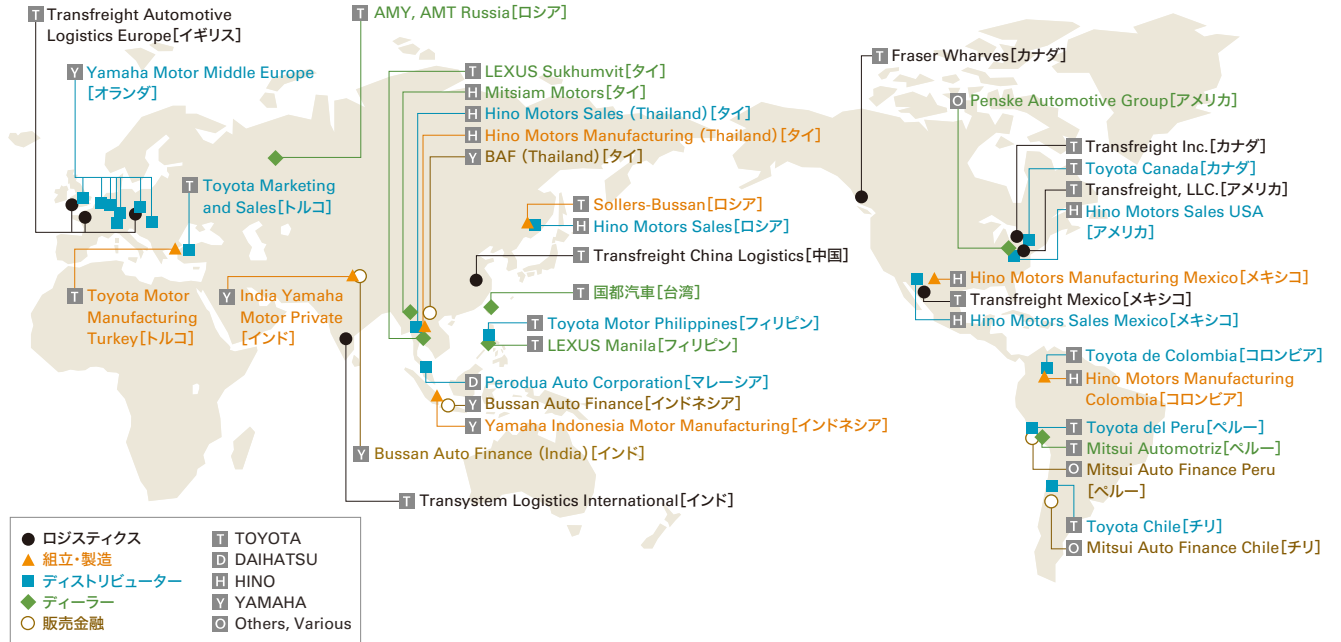 T Transfreight Automotive
Logistics Europe[イギリス]
Y Yamaha Motor Middle Europe
[オランダ]
T Toyota Marketing
and Sales[トルコ]
T Toyota Motor
Manufacturing
Turkey[トルコ]
Y India Yamaha
Motor Private
[インド]
T AMY, AMT Russia[ロシア]
T LEXUS Sukhumvit[タイ]
H Mitsiam Motors[タイ]
H Hino Motors Sales (Thailand)[タイ]
H Hino Motors Manufacturing (Thailand)[タイ]
Y BAF (Thailand)[タイ]
T Sollers-Bussan[ロシア]
H Hino Motors Sales[ロシア]
T Transfreight China Logistics[中国]
T 国都汽車[台湾]
T Toyota Motor Philippines[フィリピン]
T LEXUS Manila[フィリピン]
D Perodua Auto Corporation[マレーシア]
Y Bussan Auto Finance[インドネシア]
Y Yamaha Indonesia Motor Manufacturing[インドネシア]
Y Bussan Auto Finance (India)[インド]
T Transystem Logistics International[インド]
T Fraser Wharves[カナダ]
O Penske Automotive Group[アメリカ]
T Transfreight Inc.[カナダ]
T Toyota Canada[カナダ]
T Transfreight, LLC.[アメリカ]
H Hino Motors Sales USA
[アメリカ]
H Hino Motors Manufacturing Mexico[メキシコ]
T Transfreight Mexico[メキシコ]
H Hino Motors Sales Mexico[メキシコ]
T Toyota de Colombia[コロンビア]
H Hino Motors Manufacturing
Colombia[コロンビア]
T Toyota del Peru[ペルー]
T Mitsui Automotriz[ペルー]
O Mitsui Auto Finance Peru
[ペルー]
T Toyota Chile[チリ]
O Mitsui Auto Finance Chile[チリ]
ロジスティクス
組立・製造
ディストリビューター
ディーラー
販売金融
T TOYOTA
D DAIHATSU
H HINO
Y YAMAHA
O Others, Various